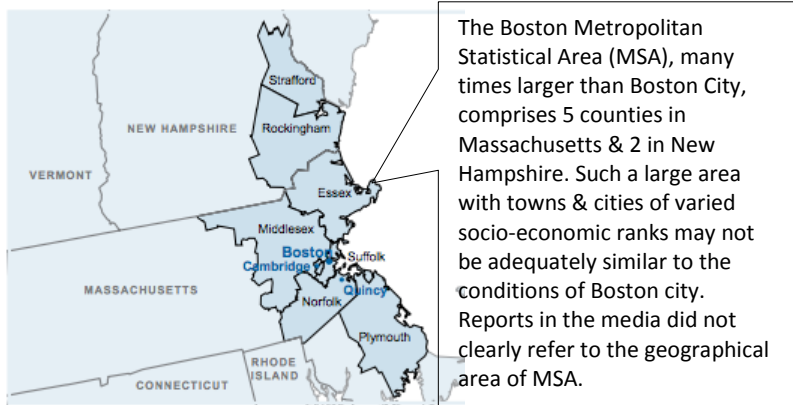 Strafford
NEW HAMPSHIRE
Rockingham
VERMONT
Essex
Middlesex
Boston
Suffolk
Cambridge
Quincy
MASSACHUSETTS
Norfolk
Plymouth
RHODE
ISLAND
CONNECTICUT
The Boston Metropolitan
Statistical Area (MSA), many
times larger than Boston City,
comprises 5 counties in
Massachusetts & 2 in New
Hampshire. Such a large area
with towns & cities of varied
socio-economic ranks may not
be adequately similar to the
conditions of Boston city.
Reports in the media did not
clearly refer to the geographical
area of MSA.